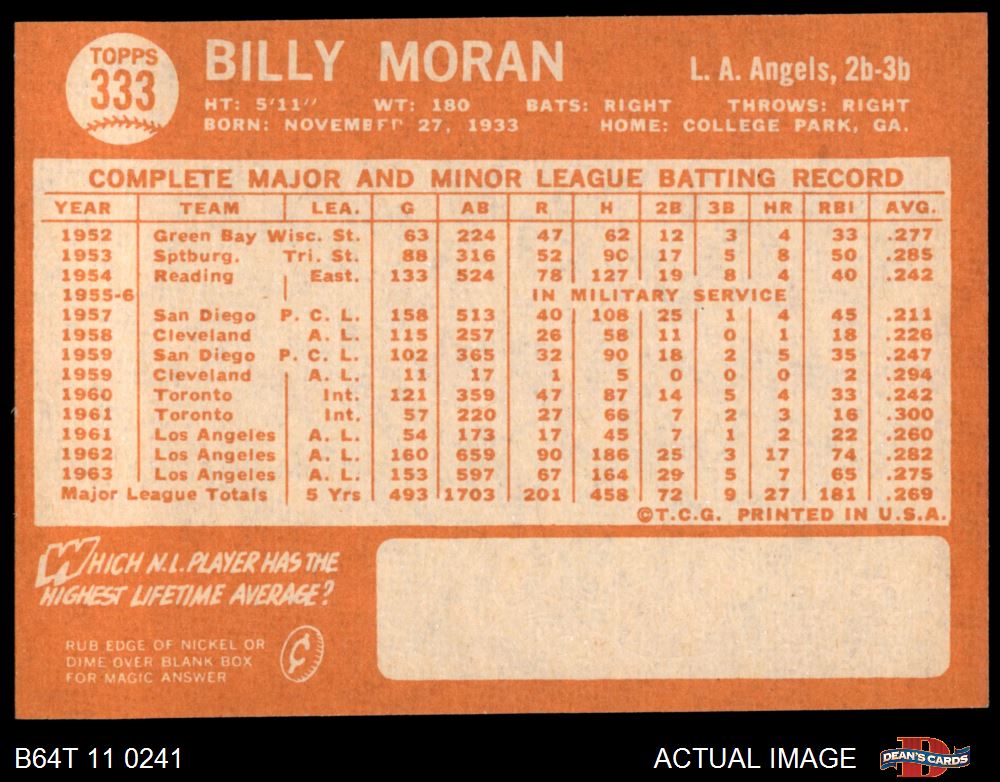 TOPPS
333
BILLY MORAN
L. A. Angels, 2b-3b
HT: 5'11" WT: 180 BATS: RIGHT THROWS: RIGHT
BORN: NOVEMBER 27, 1933 HOME: COLLEGE PARK, GA.
COMPLETE MAJOR AND MINOR LEAGUE BATTING RECORD
YEAR TEAM LEA. G AB R H 2B 3B HR RBI AVG.
1952 Green Bay Wisc. St. 63 224 47 62 12 3 4 33 .277
1953 Sptburg. Tri. St. 88 316 52 90 17 5 8 50 .285
1954 Reading East. 133 524 78 127 19 8 4 40 .242
1955-6 IN MILITARY SERVICE
1957 San Diego P. C. L. 158 513 40 108 25 1 4 45 .211
1958 Cleveland A. L. 115 257 26 58 11 0 1 18 .226
1959 San Diego P. C. L. 102 365 32 90 18 2 5 35 .247
1959 Cleveland A. L. 11 17 1 5 0 0 0 2 .294
1960 Toronto Int. 121 359 47 87 14 5 4 33 .242
1961 Toronto Int. 57 220 27 66 7 2 3 16 .300
1961 Los Angeles A. L. 54 173 17 45 7 1 2 22 .260
1962 Los Angeles A. L. 160 659 90 186 25 3 17 74 .282
1963 Los Angeles A. L. 153 597 67 164 29 5 7 65 .275
Major League Totals 5 Yrs 493 1703 201 458 72 9 27 181 .269
©T.C.G. PRINTED IN U.S.A.
WHICH N.L. PLAYER HAS THE
HIGHEST LIFETIME AVERAGE?
RUB EDGE OF NICKEL OR
DIME OVER BLANK BOX
FOR MAGIC ANSWER
¢
B64T 11 0241
ACTUAL IMAGE
D
DEAN'S CARDS